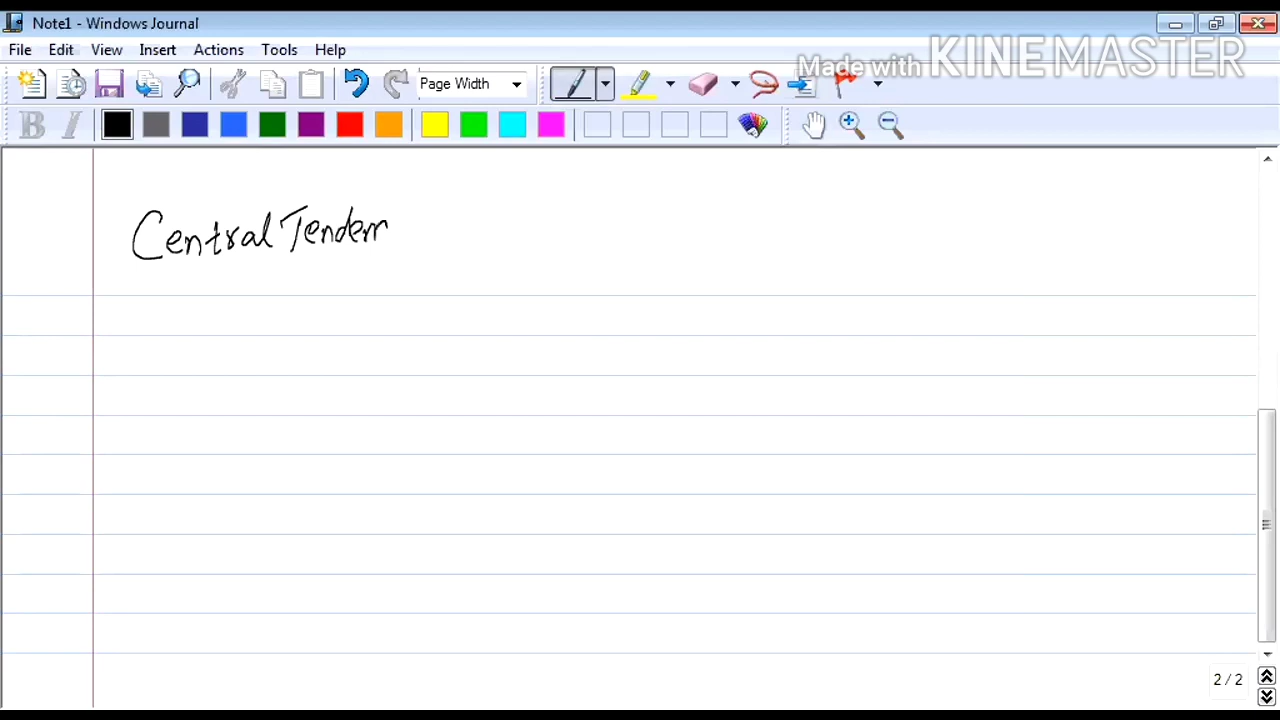 Note1 - Windows Journal
File Edit View Insert Actions Tools Help
Made with KINEMASTER
Page Width
B I
Central Tendem
2 / 2